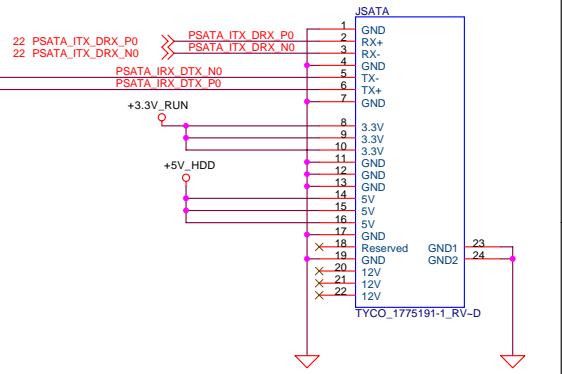 JSATA
1 GND
22 PSATA_ITX_DRX_P0 PSATA_ITX_DRX_P0 2 RX+
22 PSATA_ITX_DRX_N0 PSATA_ITX_DRX_N0 3 RX-
4 GND
PSATA_IRX_DTX_N0 5 TX-
PSATA_IRX_DTX_P0 6 TX+
7 GND
+3.3V_RUN
8 3.3V
9 3.3V
10 3.3V
11 GND
+5V_HDD
12 GND
13 GND
14 5V
15 5V
16 5V
17 GND
18 Reserved GND1 23
19 GND GND2 24
20 12V
21 12V
22 12V
TYCO_1775191-1_RV~D